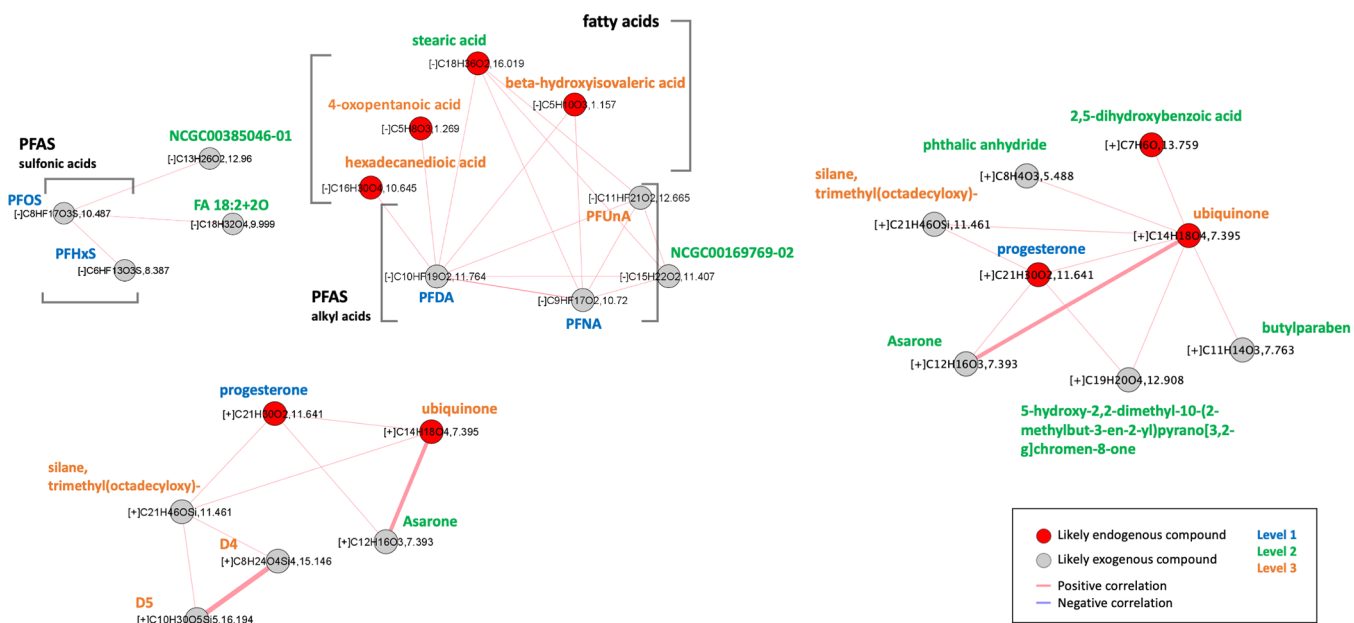 fatty acids
stearic acid
[-]C18H36O2,16.019
beta-hydroxyisovaleric acid
[-]C5H10O3,1.157
4-oxopentanoic acid
[-]C5H8O3,1.269
hexadecanedioic acid
[-]C16H30O4,10.645
PFAS
sulfonic acids
NCGC00385046-01
[-]C13H26O2,12.96
PFOS
[-]C8HF17O3S,10.487
FA 18:2+2O
[-]C18H32O4,9.999
PFHxS
[-]C6HF13O3S,8.387
[-]C11HF21O2,12.665
PFUnA
NCGC00169769-02
[-]C15H22O2,11.407
[-]C10HF19O2,11.764
PFDA
[-]C9HF17O2,10.72
PFNA
PFAS
alkyl acids
2,5-dihydroxybenzoic acid
[+]C7H6O,13.759
phthalic anhydride
[+]C8H4O3,5.488
silane,
trimethyl(octadecyloxy)-
[+]C21H46OSi,11.461
ubiquinone
[+]C14H18O4,7.395
progesterone
[+]C21H30O2,11.641
Asarone
[+]C12H16O3,7.393
butylparaben
[+]C11H14O3,7.763
[+]C19H20O4,12.908
5-hydroxy-2,2-dimethyl-10-(2-
methylbut-3-en-2-yl)pyrano[3,2-
g]chromen-8-one
progesterone
[+]C21H30O2,11.641
ubiquinone
[+]C14H18O4,7.395
silane,
trimethyl(octadecyloxy)-
[+]C21H46OSi,11.461
Asarone
[+]C12H16O3,7.393
D4
[+]C8H24O4Si4,15.146
D5
[+]C10H30O5Si5,16.194
Likely endogenous compound
Level 1
Likely exogenous compound
Level 2
Level 3
Positive correlation
Negative correlation